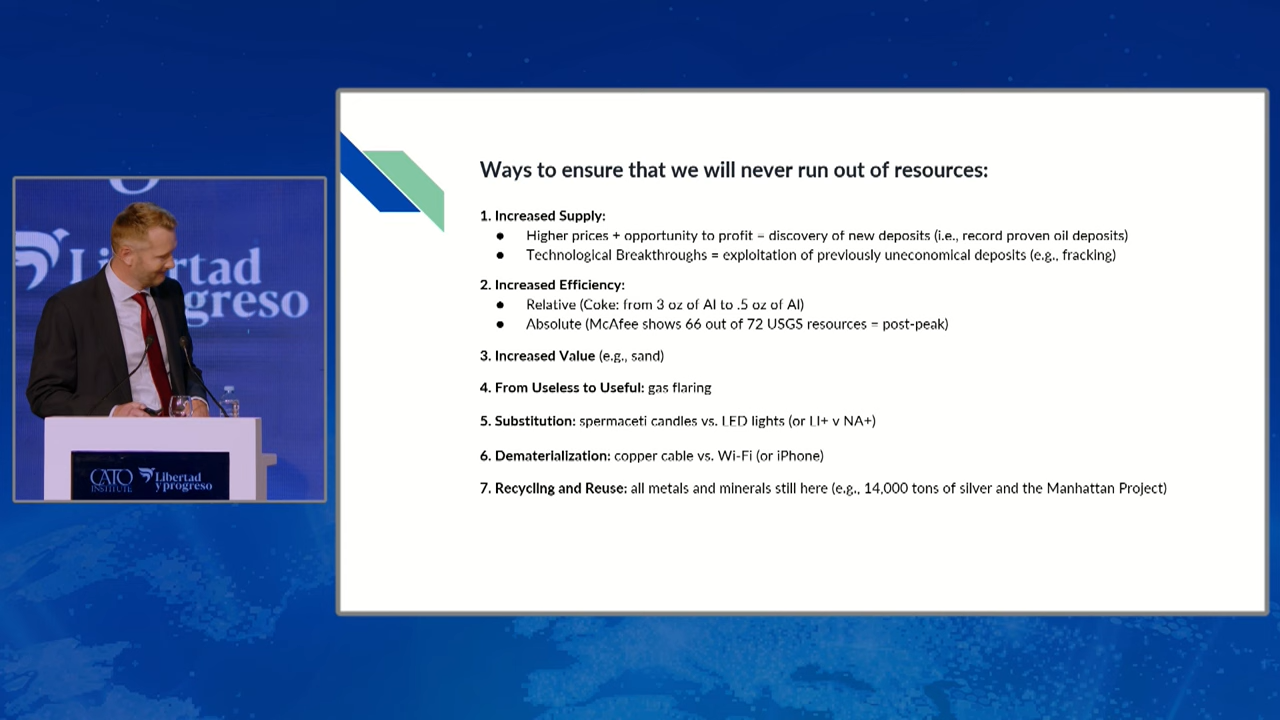 Ways to ensure that we will never run out of resources:
1. Increased Supply:
● Higher prices + opportunity to profit = discovery of new deposits (i.e., record proven oil deposits)
● Technological Breakthroughs = exploitation of previously uneconomical deposits (e.g., fracking)
2. Increased Efficiency:
● Relative (Coke: from 3 oz of Al to .5 oz of Al)
● Absolute (McAfee shows 66 out of 72 USGS resources = post-peak)
3. Increased Value (e.g., sand)
4. From Useless to Useful: gas flaring
5. Substitution: spermaceti candles vs. LED lights (or LI+ v NA+)
6. Dematerialization: copper cable vs. Wi-Fi (or iPhone)
7. Recycling and Reuse: all metals and minerals still here (e.g., 14,000 tons of silver and the Manhattan Project)
CATO
INSTITUTE
Libertad
y progreso